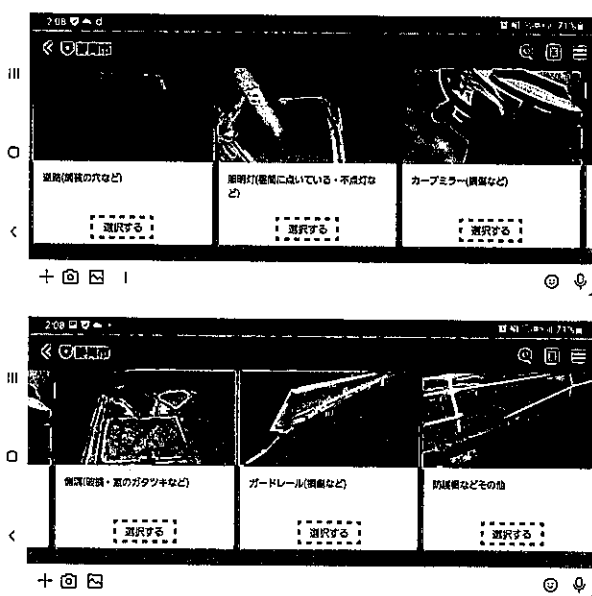 2:08
71%
道路(舗装の穴など)
照明灯(昼間に点いている・不点灯な
ど)
カーブミラー(損傷など)
選択する
選択する
選択する
2:08
71%
側溝(破損・蓋のガタツキなど)
ガードレール(損傷など)
防護柵などその他
選択する
選択する
選択する